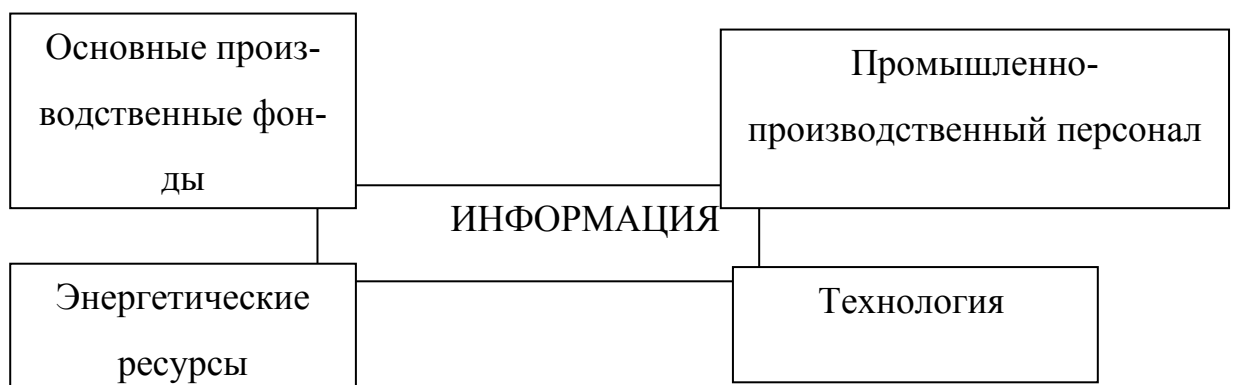 Основные произ-
водственные фон-
ды
Промышленно-
производственный персонал
ИНФОРМАЦИЯ
Энергетические
ресурсы
Технология